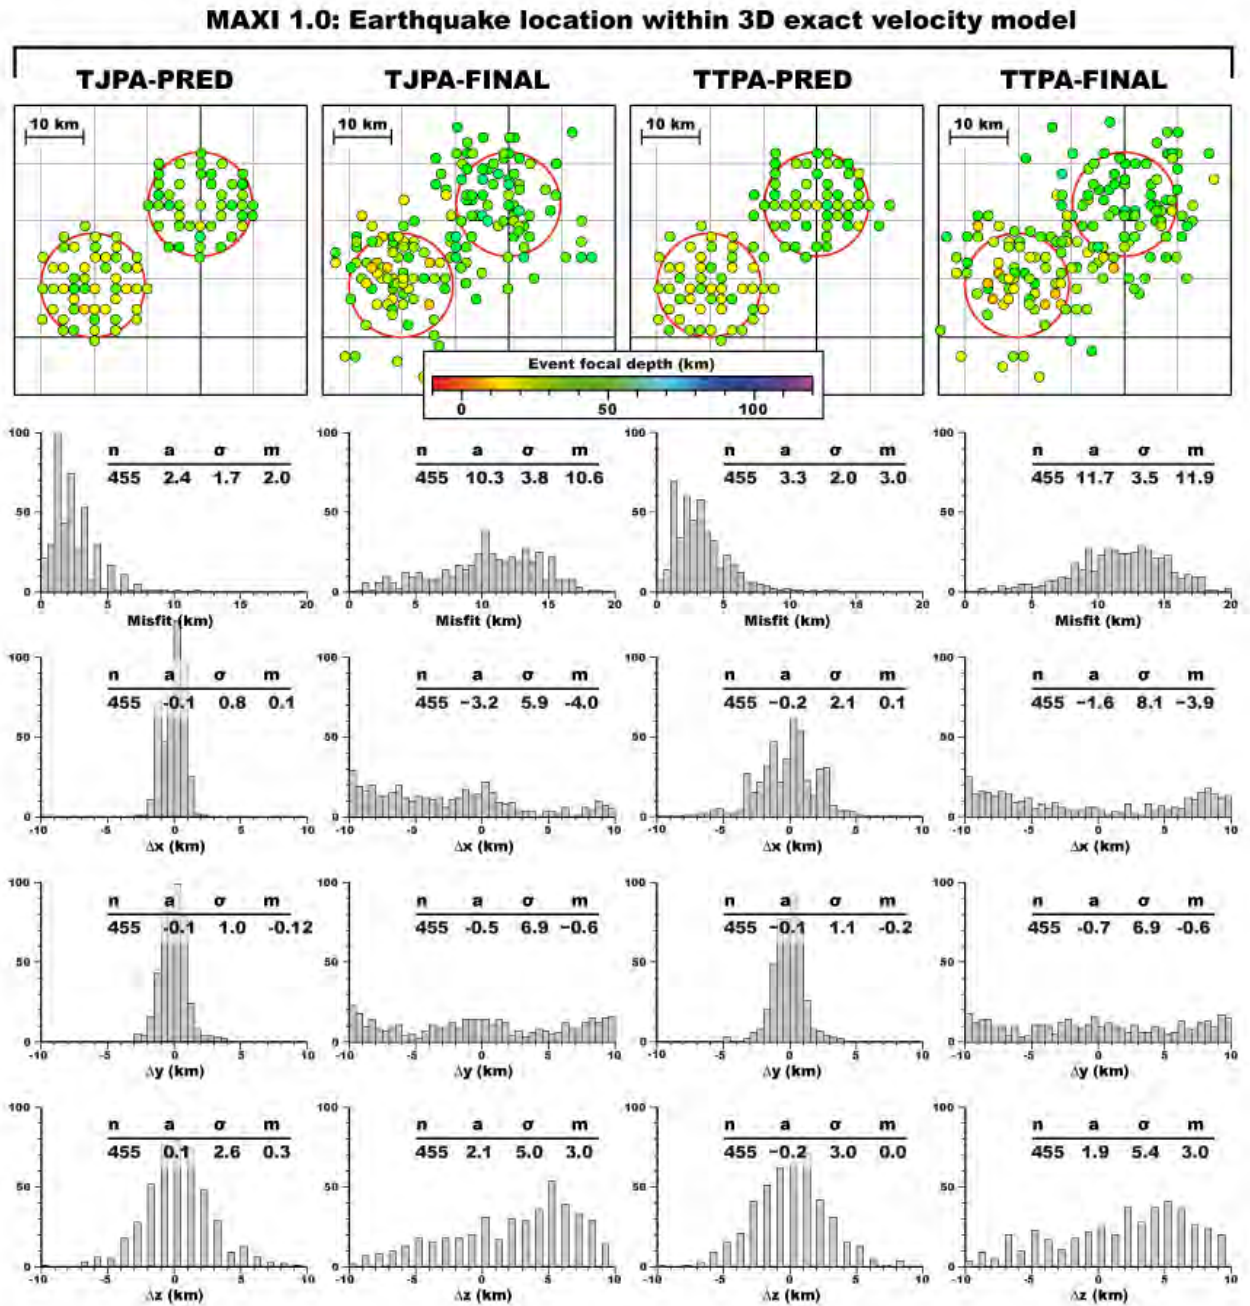 MAXI 1.0: Earthquake location within 3D exact velocity model
TJPA-PRED TJPA-FINAL TTPA-PRED TTPA-FINAL
10 km 10 km 10 km 10 km
Event focal depth (km)
0 50 100
100 n a σ m n a σ m 100 n a σ m 100 n a σ m 100
455 2.4 1.7 2.0 455 10.3 3.8 10.6 455 3.3 2.0 3.0 455 11.7 3.5 11.9
50 50 50 50
0 0 0 0
0 5 10 15 20 0 5 10 15 20 0 5 10 15 20 0 5 10 15 20
Misfit (km) Misfit (km) Misfit (km) Misfit (km)
100 n a σ m 100 n a σ m 100 n a σ m 100 n a σ m
455 -0.1 0.8 0.1 455 −3.2 5.9 -4.0 455 −0.2 2.1 0.1 455 −1.6 8.1 −3.9
50 50 50 50
0 0 0 0
-10 -5 0 5 10 -10 -5 0 5 10 -10 -5 0 5 10 -10 -5 0 5 10
Δx (km) Δx (km) Δx (km) Δx (km)
100 n a σ m 100 n a σ m 100 n a σ m 100 n a σ m
455 -0.1 1.0 -0.12 455 -0.5 6.9 −0.6 455 −0.1 1.1 -0.2 455 -0.7 6.9 -0.6
50 50 50 50
0 0 0 0
-10 -5 0 5 10 -10 -5 0 5 10 -10 -5 0 5 10 -10 -5 0 5 10
Δy (km) Δy (km) Δy (km) Δy (km)
100 n a σ m 100 n a σ m 100 n a σ m 100 n a σ m
455 0.1 2.6 0.3 455 2.1 5.0 3.0 455 −0.2 3.0 0.0 455 1.9 5.4 3.0
50 50 50 50
0 0 0 0
-10 -5 0 5 10 -10 -5 0 5 10 -10 -5 0 5 10 -10 -5 0 5 10
Δz (km) Δz (km) Δz (km) Δz (km)